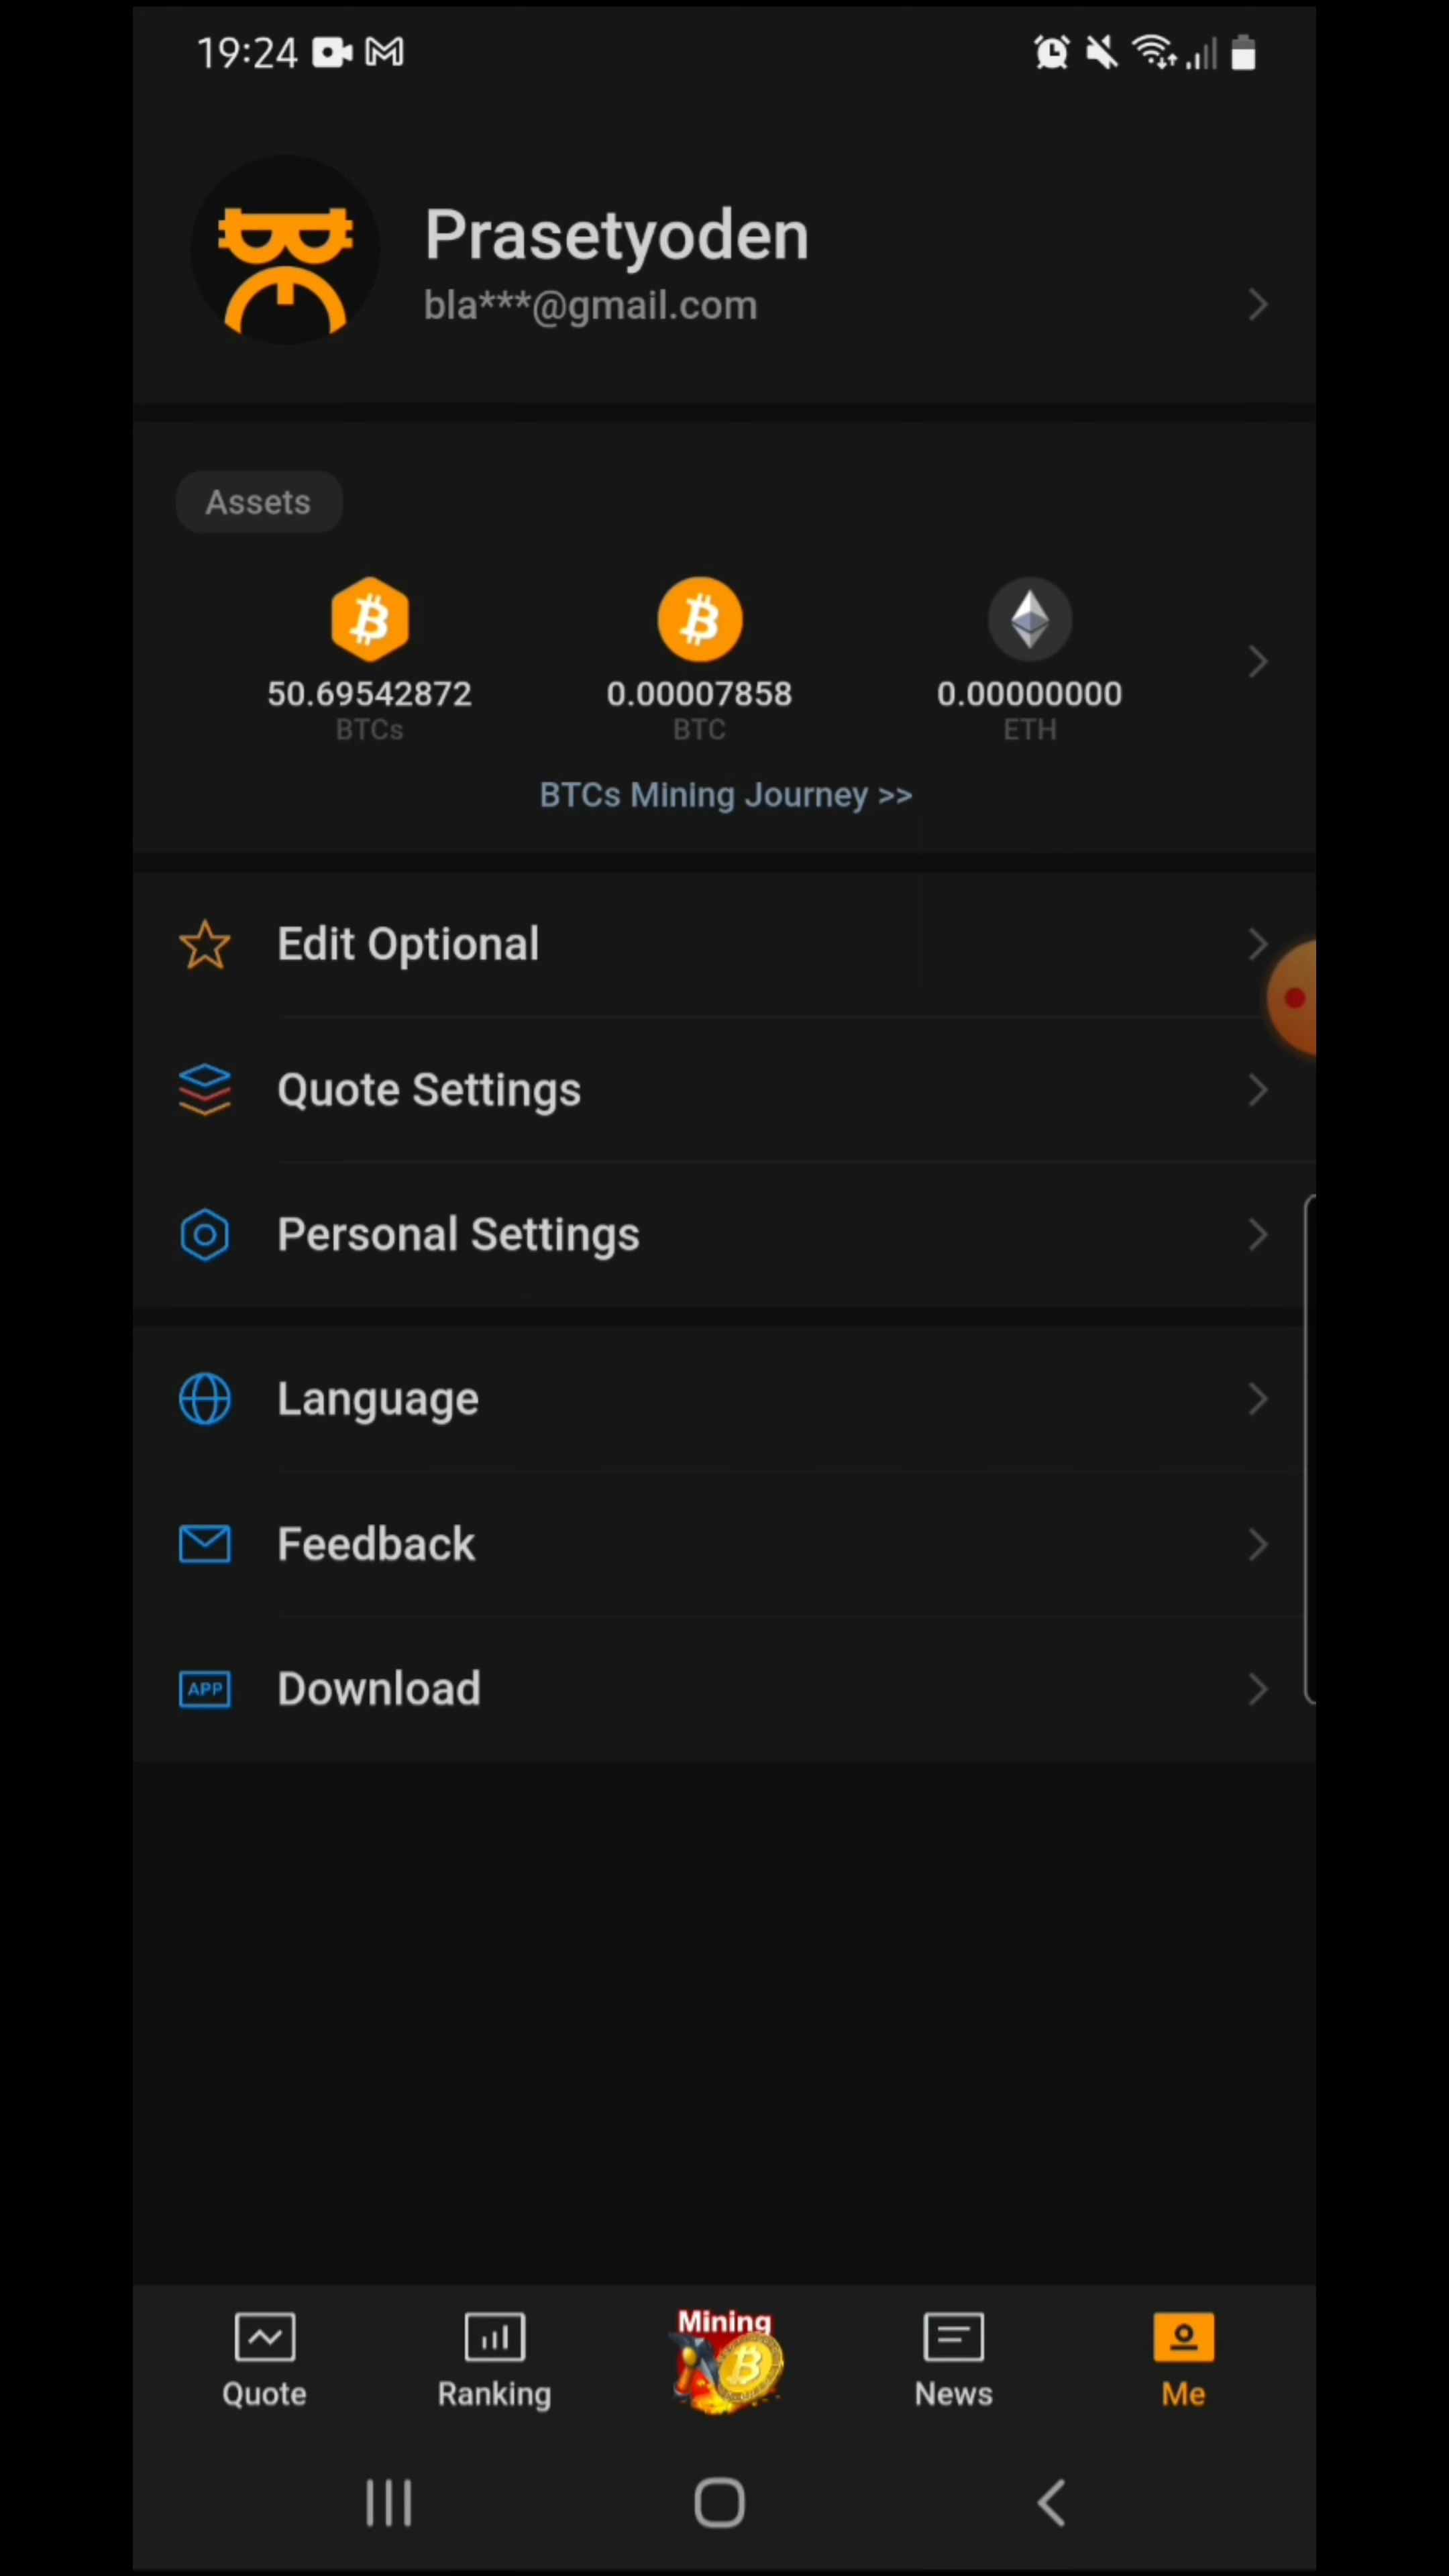 19:24
Prasetyoden
bla***@gmail.com
Assets
50.69542872
BTCs
0.00007858
BTC
0.00000000
ETH
BTCs Mining Journey >>
Edit Optional
Quote Settings
Personal Settings
Language
Feedback
APP Download
Mining
Quote
Ranking
News
Me